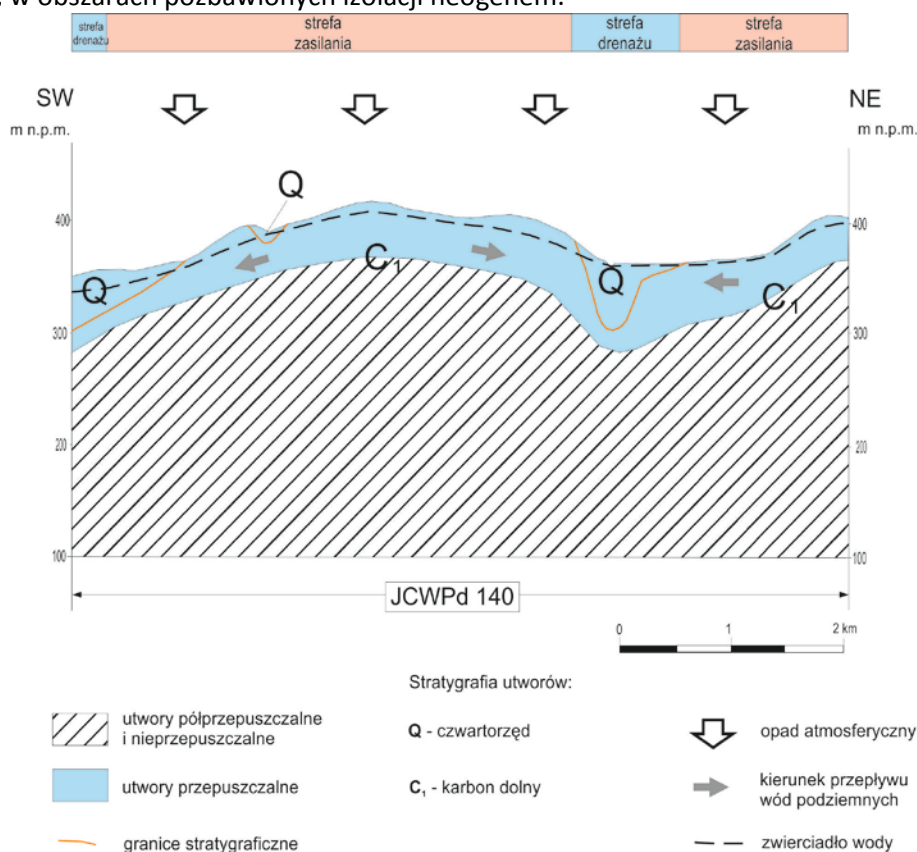 , w obszarach pozbawionych izolacji neogenem.
strefa
drenażu
strefa
zasilania
strefa
drenażu
strefa
zasilania
SW
NE
m n.p.m.
m n.p.m.
Q
400
400
C₁
Q
Q
C₁
300
300
200
200
100
100
JCWPd 140
0 1 2 km
Stratygrafia utworów:
utwory półprzepuszczalne
i nieprzepuszczalne
Q - czwartorzęd
opad atmosferyczny
utwory przepuszczalne
C₁ - karbon dolny
kierunek przepływu
wód podziemnych
granice stratygraficzne
zwierciadło wody